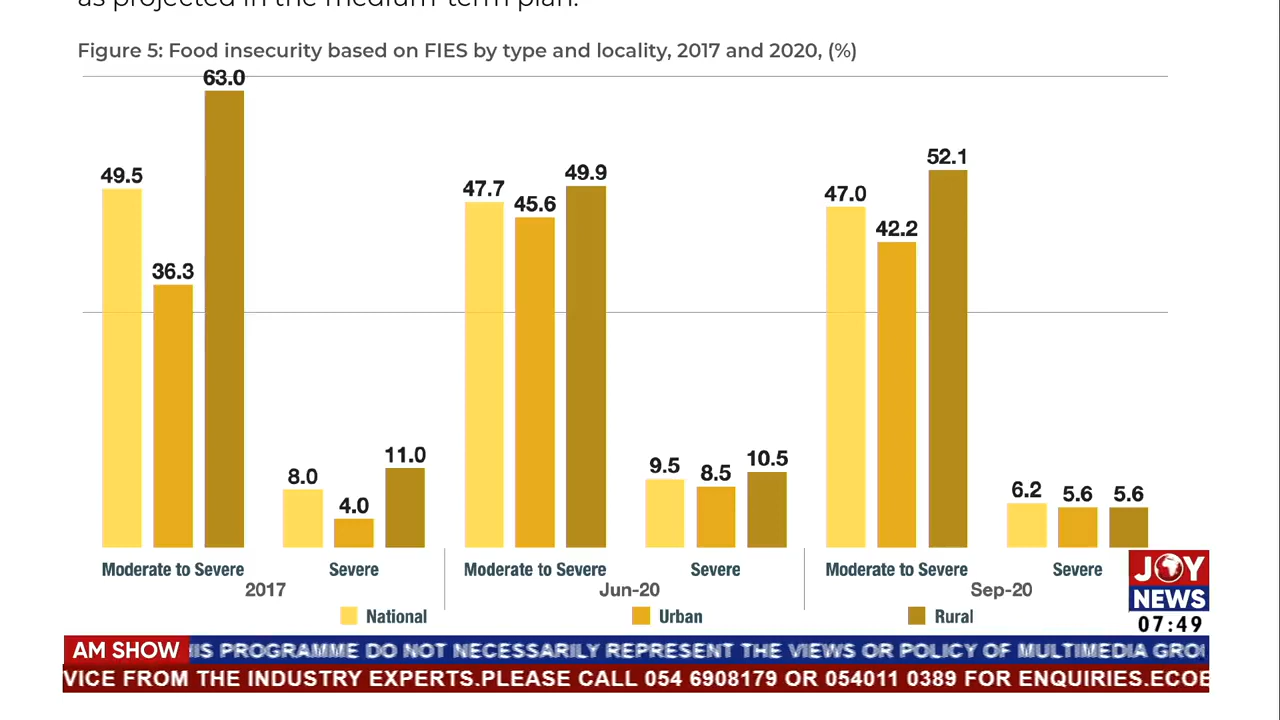 as projected in the medium-term plan.
Figure 5: Food insecurity based on FIES by type and locality, 2017 and 2020, (%)
63.0
49.5
36.3
47.7
45.6
49.9
47.0
42.2
52.1
8.0
4.0
11.0
9.5
8.5
10.5
6.2
5.6
5.6
Moderate to Severe
Severe
Moderate to Severe
Severe
Moderate to Severe
Severe
2017
Jun-20
Sep-20
National
Urban
Rural
JOY
NEWS
07:49
AM SHOW
IS PROGRAMME DO NOT NECESSARILY REPRESENT THE VIEWS OR POLICY OF MULTIMEDIA GRO
VICE FROM THE INDUSTRY EXPERTS.PLEASE CALL 054 6908179 OR 054011 0389 FOR ENQUIRIES.ECOB